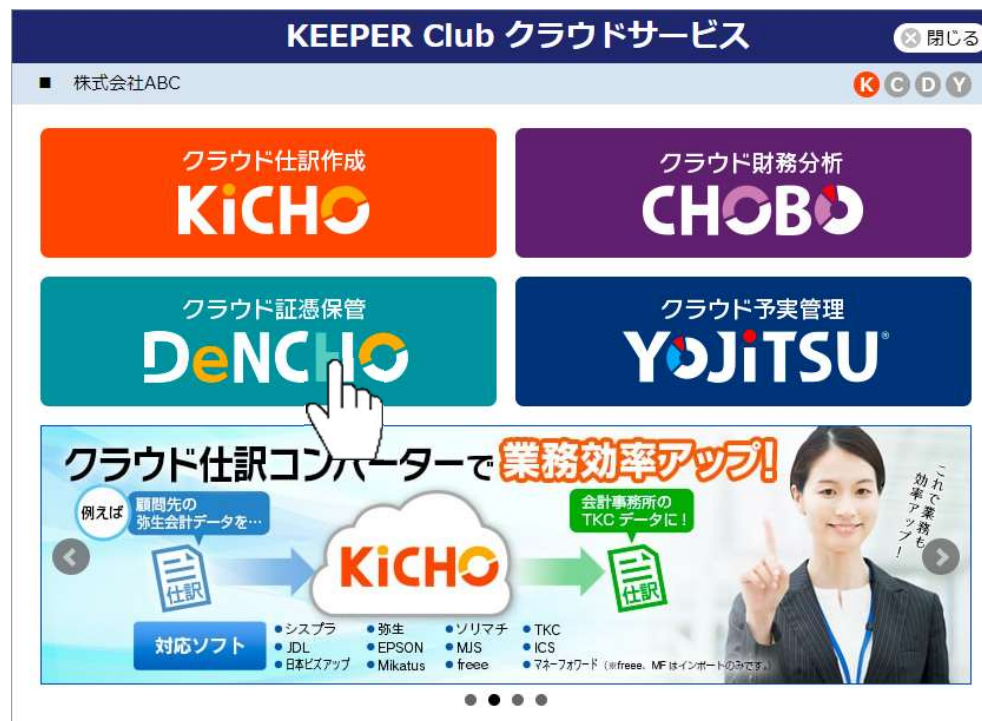 KEEPER Club クラウドサービス
閉じる
■ 株式会社ABC
K C D Y
クラウド仕訳作成
KiCHO
クラウド財務分析
CHOBO
クラウド証憑保管
DeNCHO
クラウド予実管理
YOJiTSU®
クラウド仕訳コンバーターで業務効率アップ!
例えば
顧問先の
弥生会計データを…
仕訳
KiCHO
会計事務所の
TKCデータに!
仕訳
これで業務も
効率アップ!
対応ソフト
●シスプラ ●弥生 ●ソリマチ ●TKC
●JDL ●EPSON ●MJS ●ICS
●日本ビズアップ ●Mikatus ●freee ●マネーフォワード (※freee、MFはインポートのみです。)